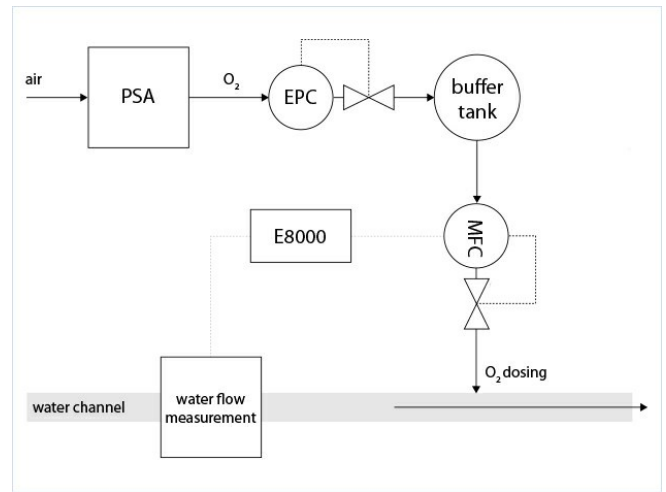 air
PSA
O₂
EPC
buffer
tank
E8000
MFC
O₂ dosing
water channel
water flow
measurement